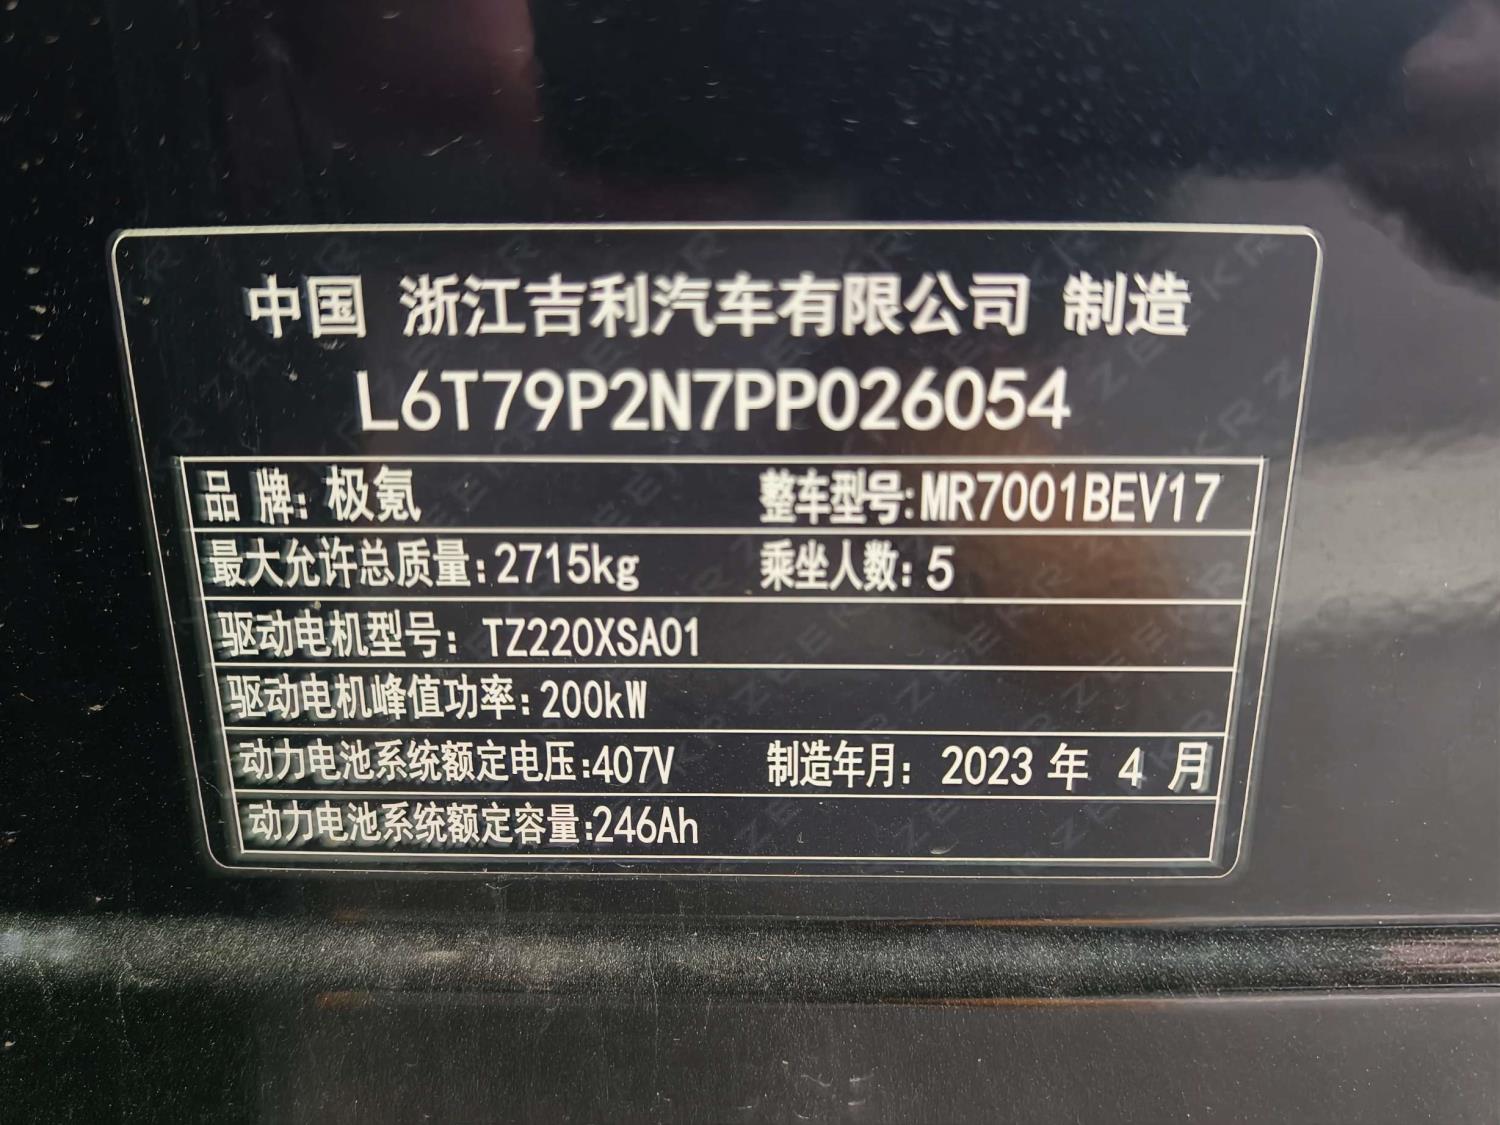 中国 浙江吉利汽车有限公司 制造
L6T79P2N7PP026054
品 牌: 极氪 整车型号: MR7001BEV17
最大允许总质量: 2715kg 乘坐人数: 5
驱动电机型号: TZ220XSA01
驱动电机峰值功率: 200kW
动力电池系统额定电压: 407V 制造年月: 2023 年 4 月
动力电池系统额定容量: 246Ah